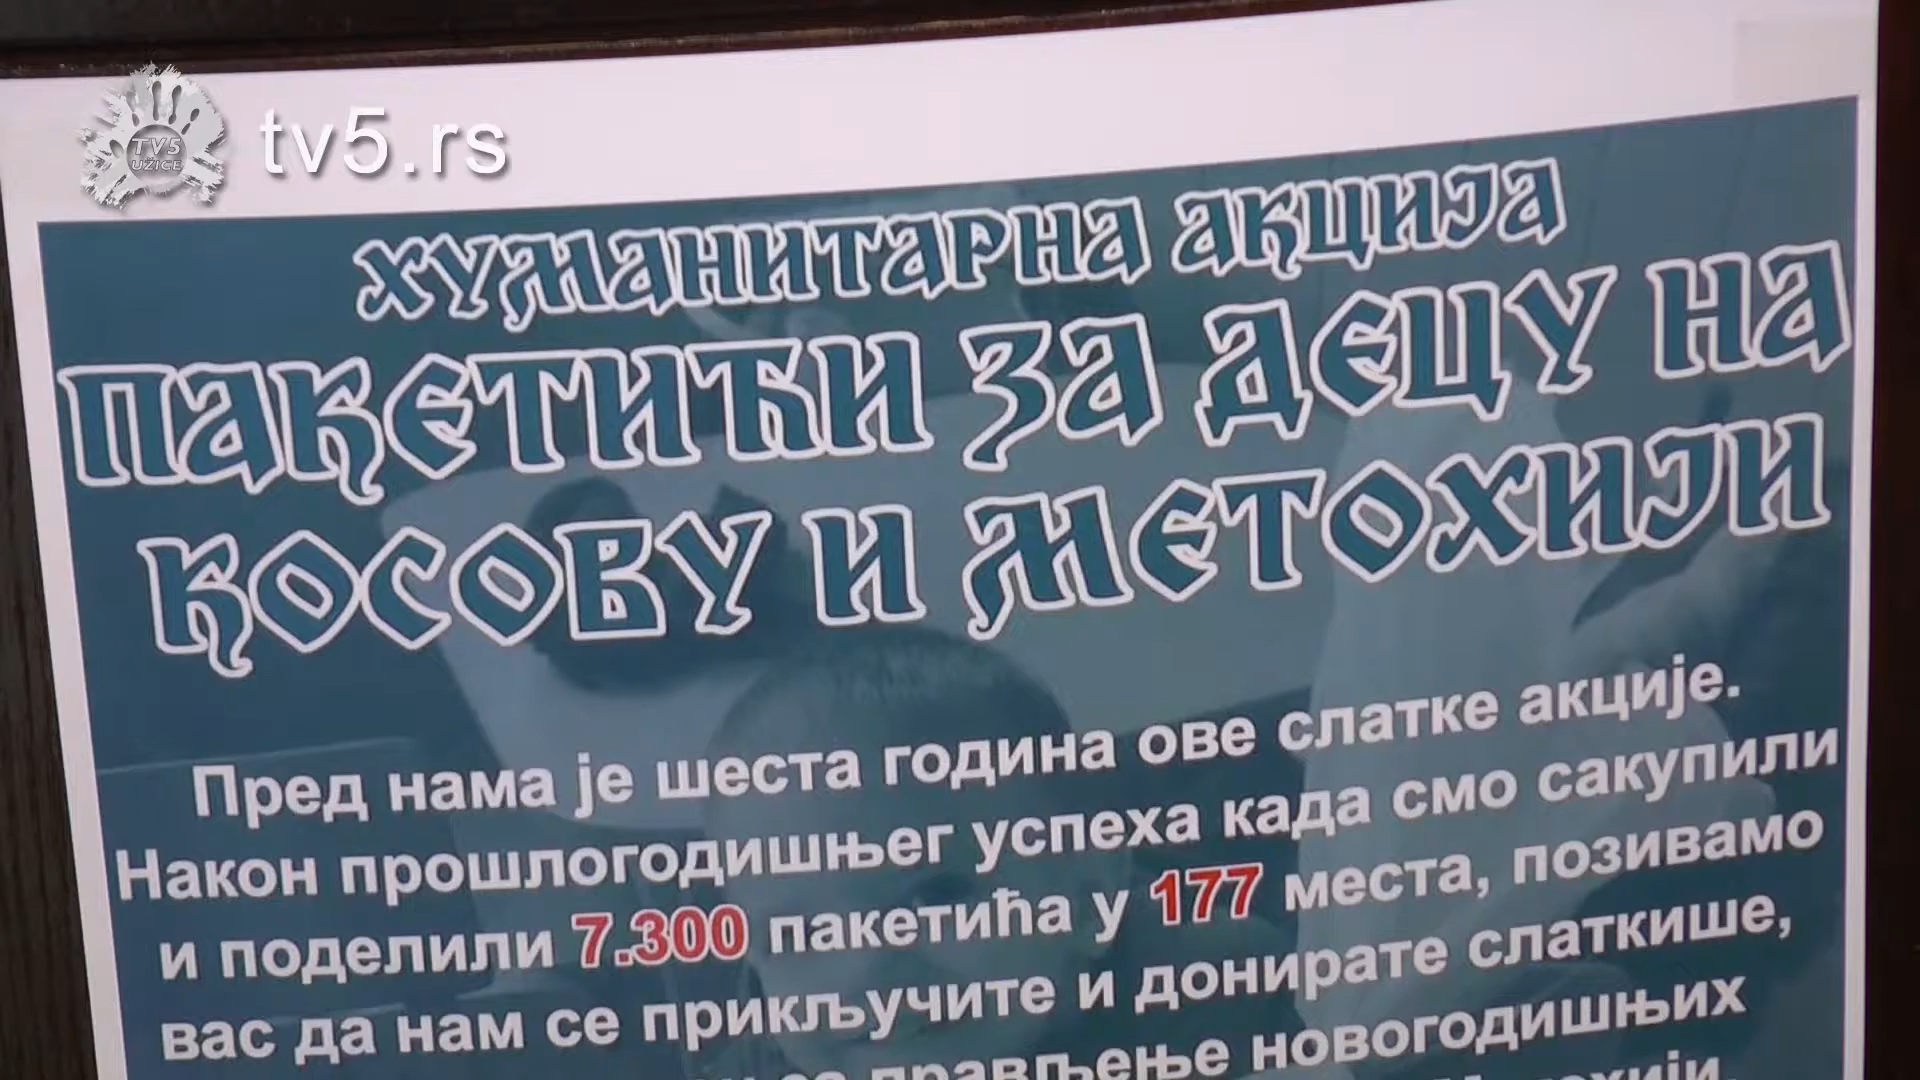 TV5
UŽICE
tv5.rs
ХУМАНИТАРНА АКЦИЈА
ПАКЕТИЋИ ЗА ДЕЦУ НА
КОСОВУ И МЕТОХИЈИ
Пред нама је шеста година ове слатке акције.
Након прошлогодишњег успеха када смо сакупили
и поделили 7.300 пакетића у 177 места, позивамо
вас да нам се прикључите и донирате слаткише,
новогодишњих